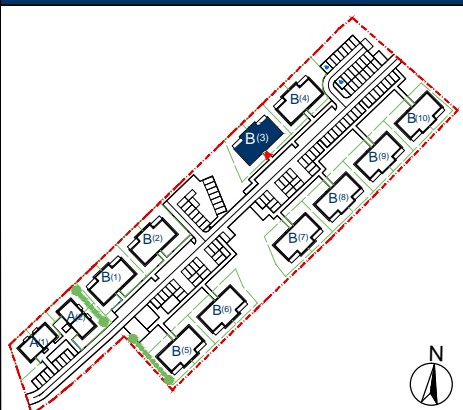 B(4)
B(10)
B(3)
B(9)
B(8)
B(2)
B(7)
B(1)
B(6)
A(2)
A(1)
B(5)
N